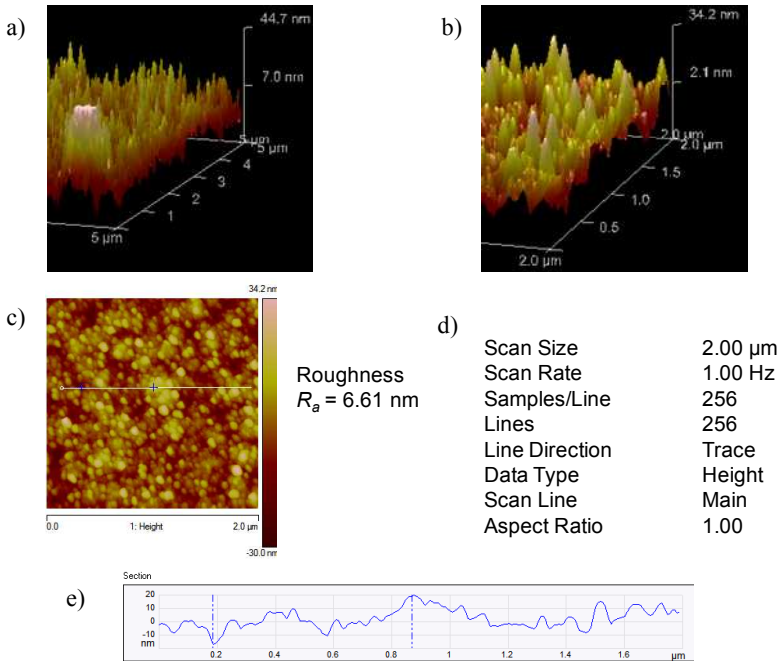 a)
44.7 nm
7.0 nm
5 µm
5 µm
4
3
2
1
5 µm
b)
34.2 nm
2.1 nm
2.0 µm
2.0 µm
1.5
1.0
0.5
2.0 µm
c)
34.2 nm
-30.0 nm
0.0 1: Height 2.0 µm
Roughness
Ra = 6.61 nm
d)
Scan Size 2.00 µm
Scan Rate 1.00 Hz
Samples/Line 256
Lines 256
Line Direction Trace
Data Type Height
Scan Line Main
Aspect Ratio 1.00
e)
Section
20
10
0
-10
nm
0.2 0.4 0.6 0.8 1 1.2 1.4 1.6 µm